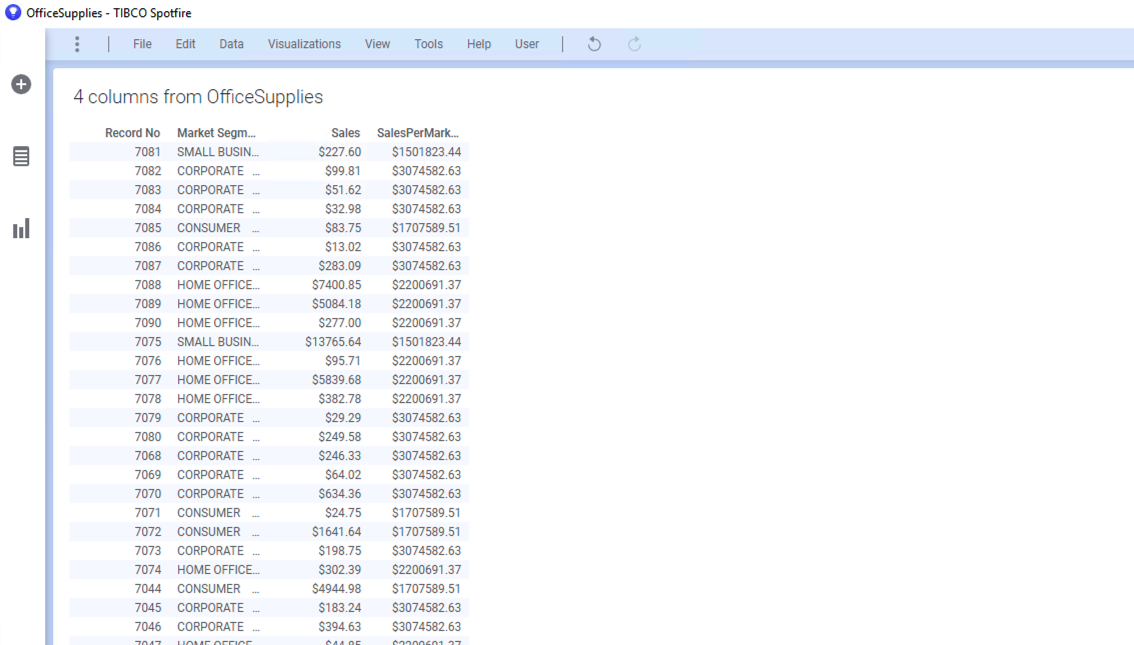 OfficeSupplies - TIBCO Spotfire
File Edit Data Visualizations View Tools Help User
4 columns from OfficeSupplies
Record No Market Segm... Sales SalesPerMark...
7081 SMALL BUSIN... $227.60 $1501823.44
7082 CORPORATE ... $99.81 $3074582.63
7083 CORPORATE ... $51.62 $3074582.63
7084 CORPORATE ... $32.98 $3074582.63
7085 CONSUMER ... $83.75 $1707589.51
7086 CORPORATE ... $13.02 $3074582.63
7087 CORPORATE ... $283.09 $3074582.63
7088 HOME OFFICE... $7400.85 $2200691.37
7089 HOME OFFICE... $5084.18 $2200691.37
7090 HOME OFFICE... $277.00 $2200691.37
7075 SMALL BUSIN... $13765.64 $1501823.44
7076 HOME OFFICE... $95.71 $2200691.37
7077 HOME OFFICE... $5839.68 $2200691.37
7078 HOME OFFICE... $382.78 $2200691.37
7079 CORPORATE ... $29.29 $3074582.63
7080 CORPORATE ... $249.58 $3074582.63
7068 CORPORATE ... $246.33 $3074582.63
7069 CORPORATE ... $64.02 $3074582.63
7070 CORPORATE ... $634.36 $3074582.63
7071 CONSUMER ... $24.75 $1707589.51
7072 CONSUMER ... $1641.64 $1707589.51
7073 CORPORATE ... $198.75 $3074582.63
7074 HOME OFFICE... $302.39 $2200691.37
7044 CONSUMER ... $4944.98 $1707589.51
7045 CORPORATE ... $183.24 $3074582.63
7046 CORPORATE ... $394.63 $3074582.63
7047 HOME OFFICE... $44.85 $2200691.37